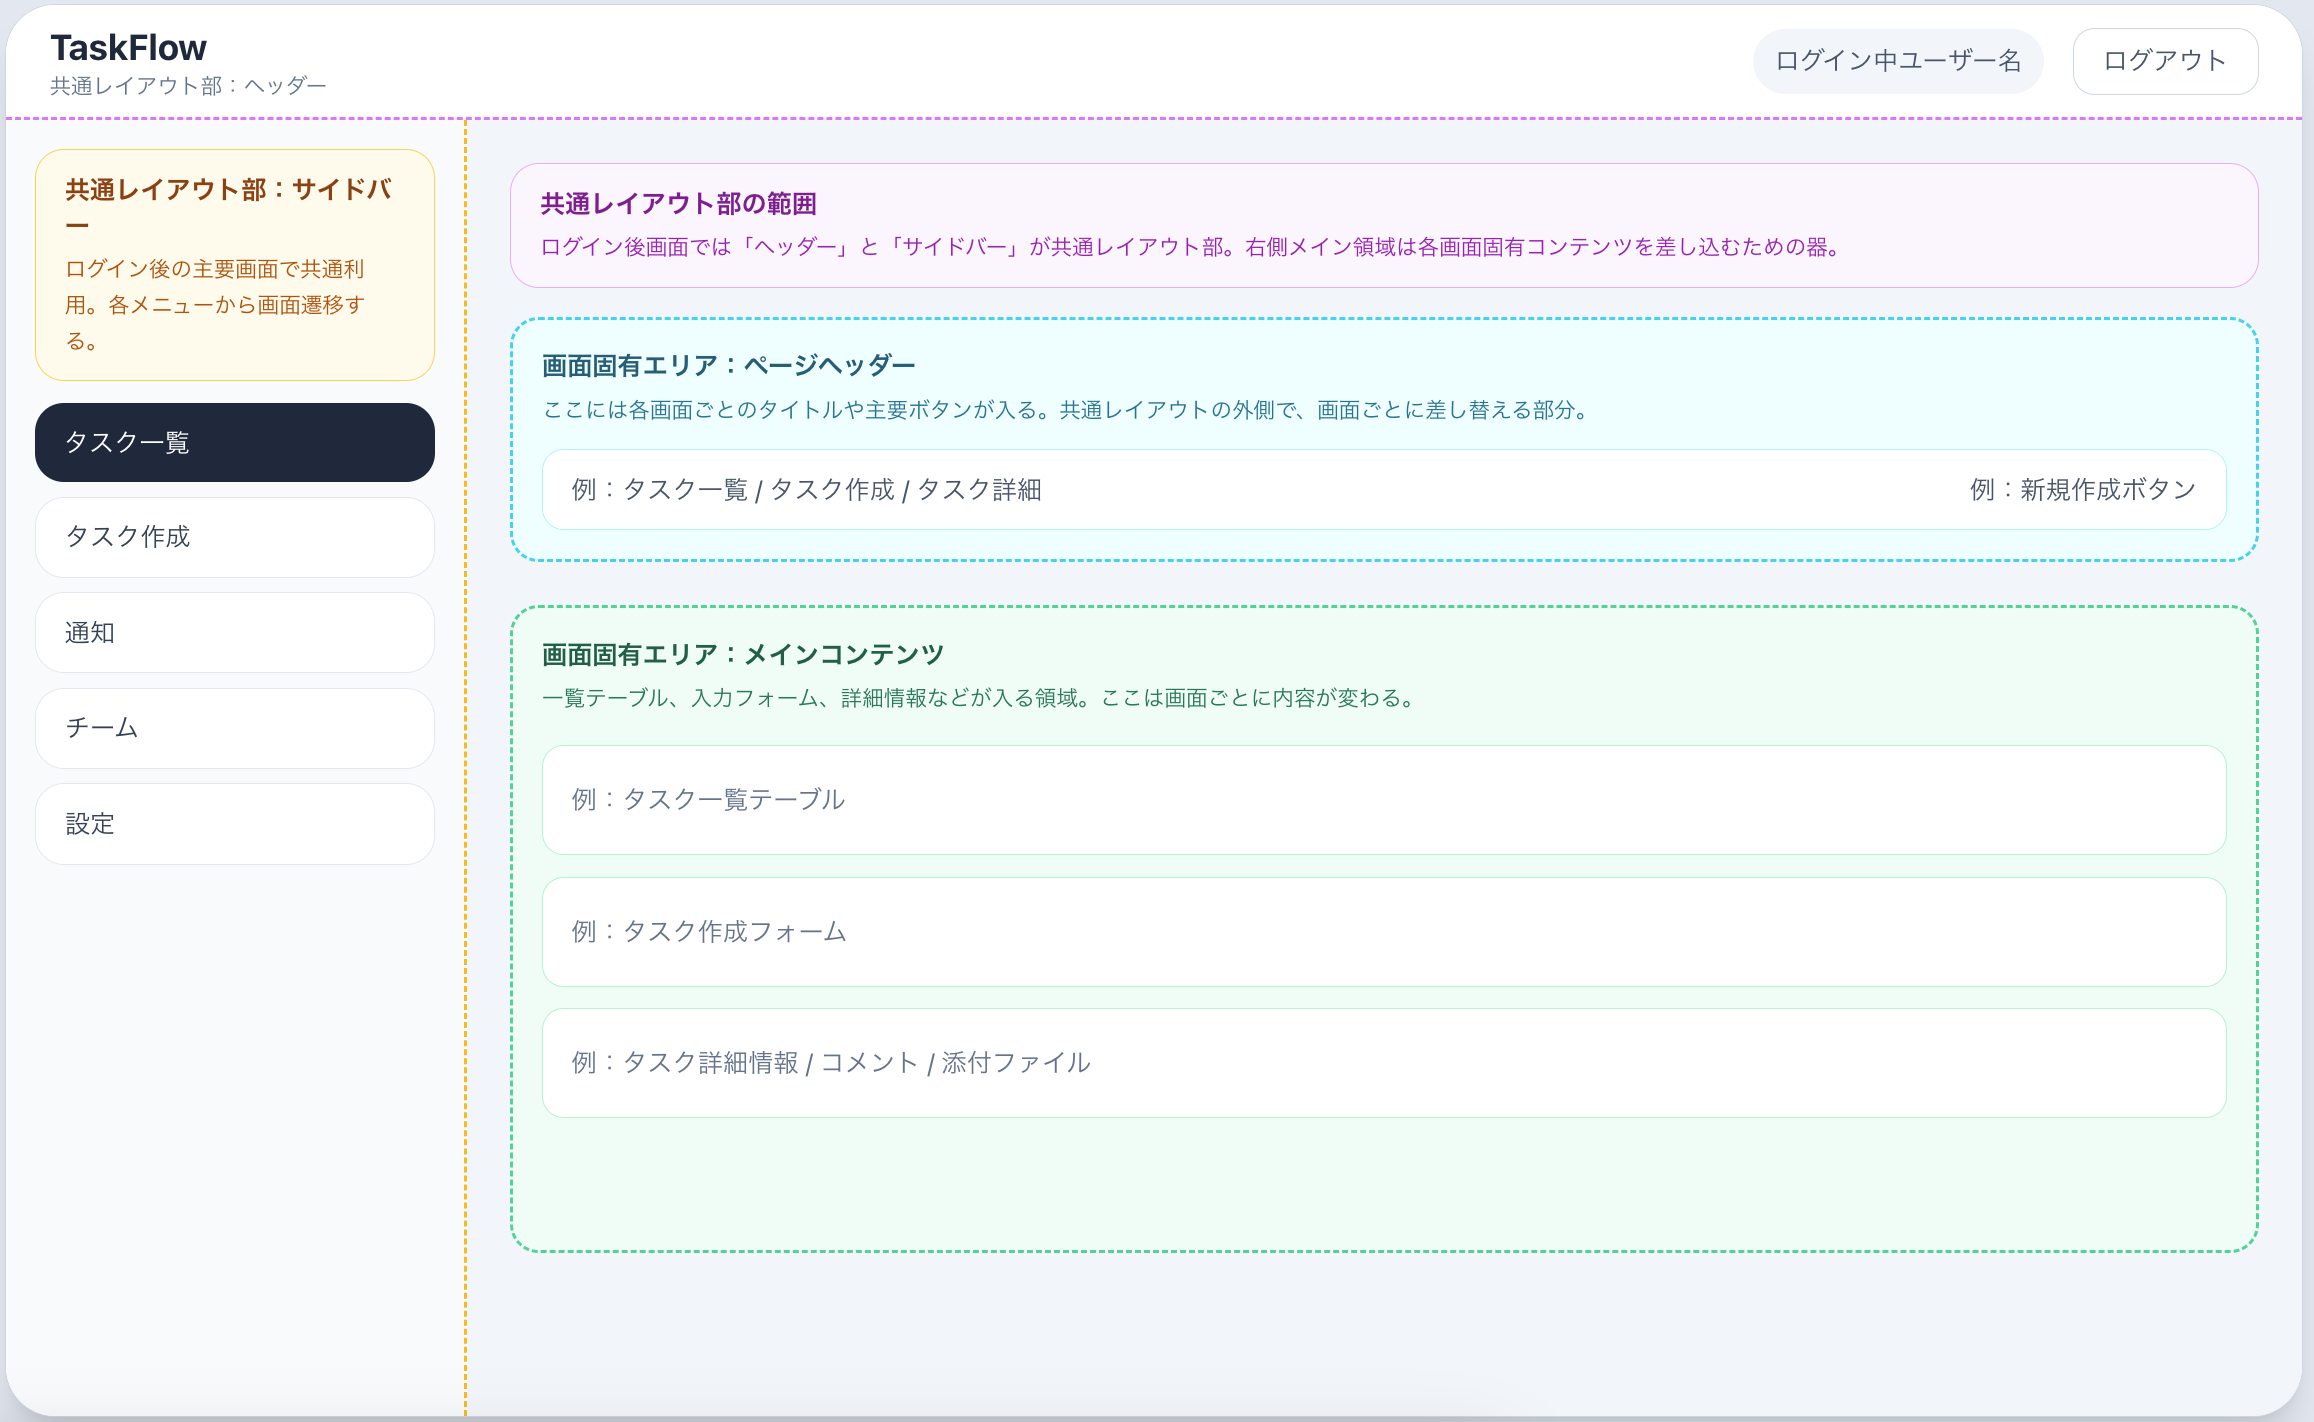 TaskFlow
共通レイアウト部：ヘッダー
ログイン中ユーザー名
ログアウト
共通レイアウト部：サイドバ
ー
ログイン後の主要画面で共通利
用。各メニューから画面遷移す
る。
タスク一覧
タスク作成
通知
チーム
設定
共通レイアウト部の範囲
ログイン後画面では「ヘッダー」と「サイドバー」が共通レイアウト部。右側メイン領域は各画面固有コンテンツを差し込むための器。
画面固有エリア：ページヘッダー
ここには各画面ごとのタイトルや主要ボタンが入る。共通レイアウトの外側で、画面ごとに差し替える部分。
例：タスク一覧 / タスク作成 / タスク詳細
例：新規作成ボタン
画面固有エリア：メインコンテンツ
一覧テーブル、入力フォーム、詳細情報などが入る領域。ここは画面ごとに内容が変わる。
例：タスク一覧テーブル
例：タスク作成フォーム
例：タスク詳細情報 / コメント / 添付ファイル